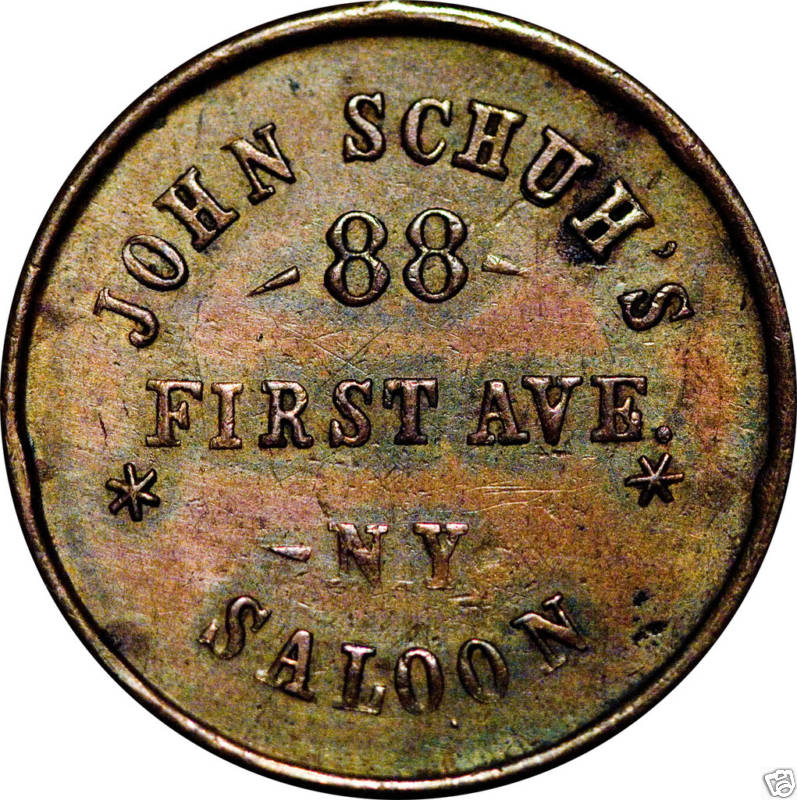 JOHN SCHUH'S
- 88 -
FIRST AVE.
* *
- NY
SALOON